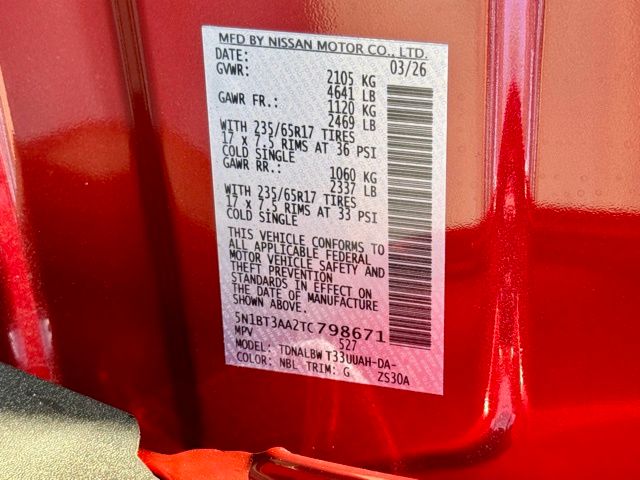 MFD BY NISSAN MOTOR CO., LTD.
DATE: 03/26
GVWR: 2105 KG
4641 LB
GAWR FR.: 1120 KG
2469 LB
WITH 235/65R17 TIRES
17 x 7.5 RIMS AT 36 PSI
COLD SINGLE
GAWR RR.: 1060 KG
2337 LB
WITH 235/65R17 TIRES
17 x 7.5 RIMS AT 33 PSI
COLD SINGLE
THIS VEHICLE CONFORMS TO
ALL APPLICABLE FEDERAL
MOTOR VEHICLE SAFETY AND
THEFT PREVENTION
STANDARDS IN EFFECT ON
THE DATE OF MANUFACTURE
SHOWN ABOVE.
5N1BT3AA2TC798671
MPV 527
MODEL: TDNALBW T33UUAH-DA-
COLOR: NBL TRIM: G ZS30A